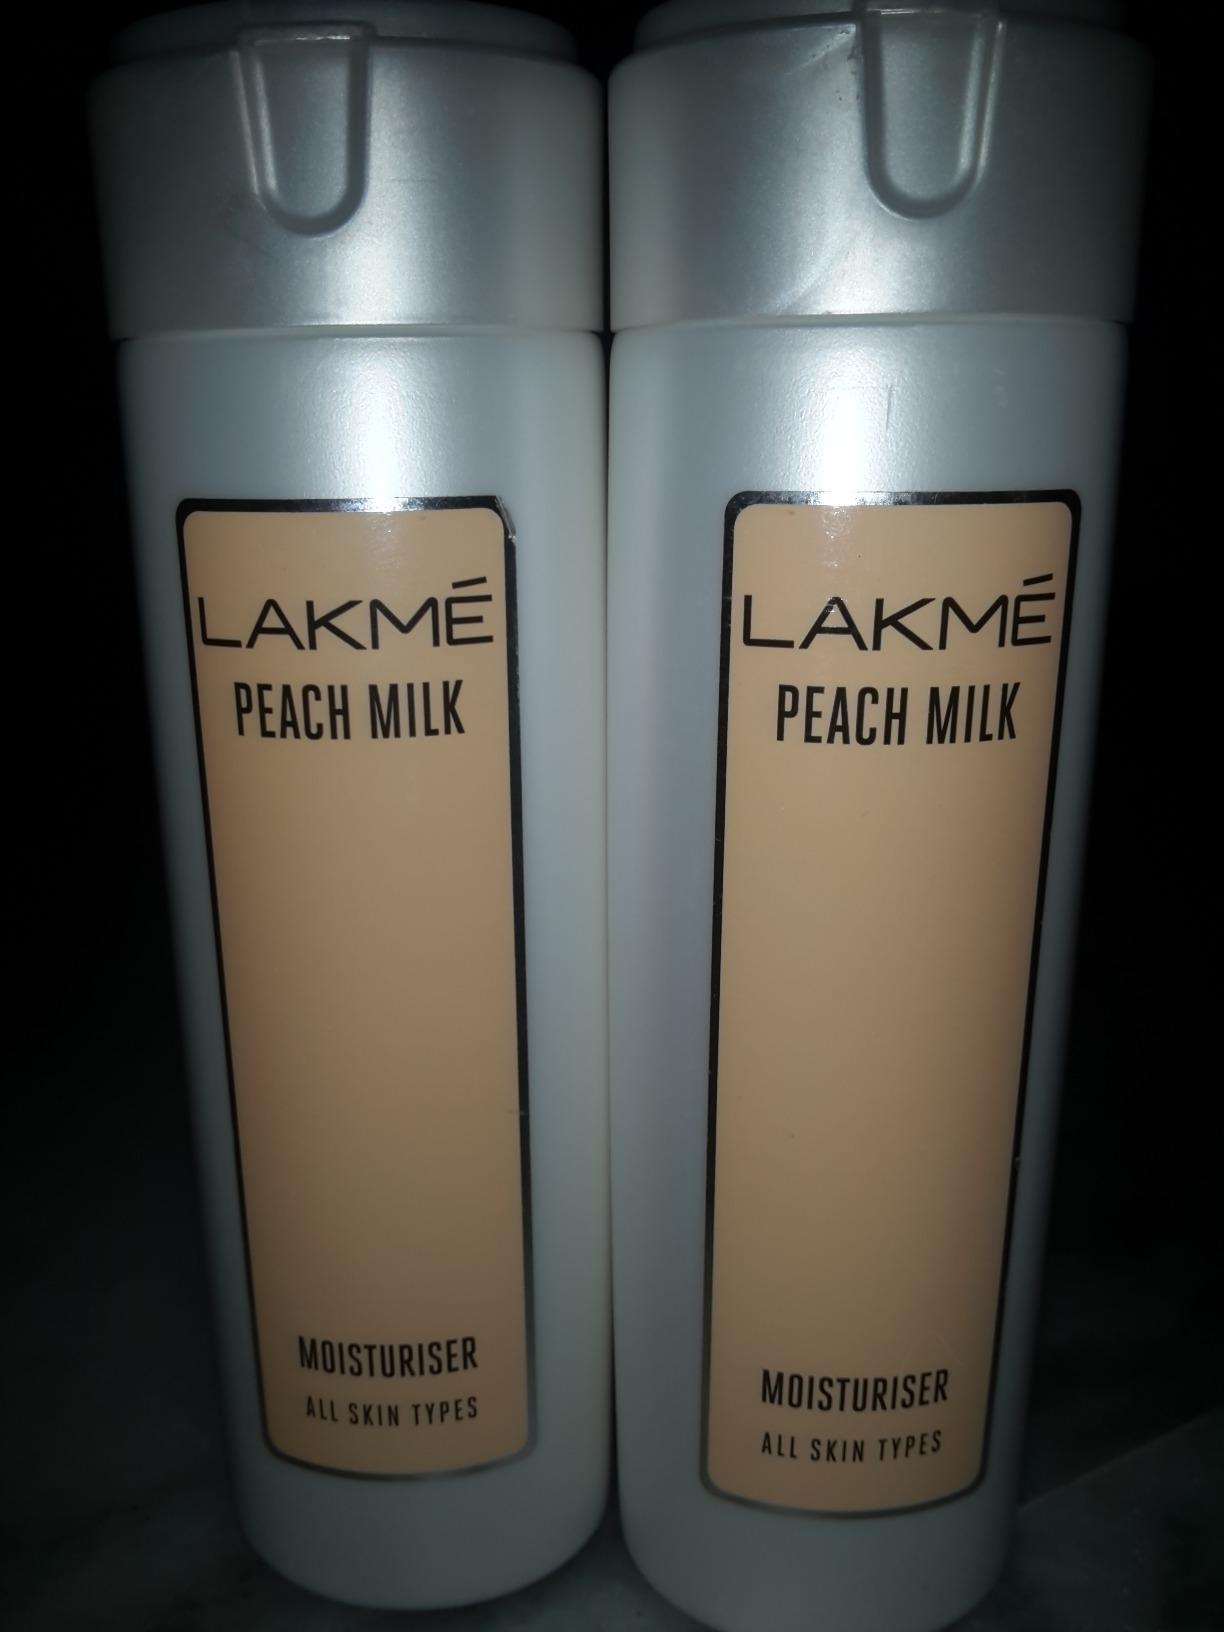 LAKMÉ
PEACH MILK
MOISTURISER
ALL SKIN TYPES
LAKMÉ
PEACH MILK
MOISTURISER
ALL SKIN TYPES